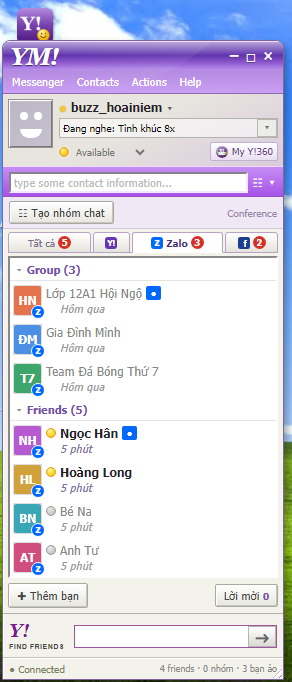 Y!
YM!
Messenger Contacts Actions Help
buzz_hoainiem
Đang nghe: Tình khúc 8x
Available
My Y!360
type some contact information...
Tạo nhóm chat
Conference
Tất cả 5
Y!
Z Zalo 3
f 2
Group (3)
HN Z
Lớp 12A1 Hội Ngộ
Hôm qua
ĐM Z
Gia Đình Mình
Hôm qua
T7 Z
Team Đá Bóng Thứ 7
Hôm qua
Friends (5)
NH Z
Ngọc Hân
5 phút
HL Z
Hoàng Long
5 phút
BN Z
Bé Na
5 phút
AT Z
Anh Tư
5 phút
+ Thêm bạn
Lời mời 0
Y!
FIND FRIENDS
Connected
4 friends · 0 nhóm · 3 bạn ảo